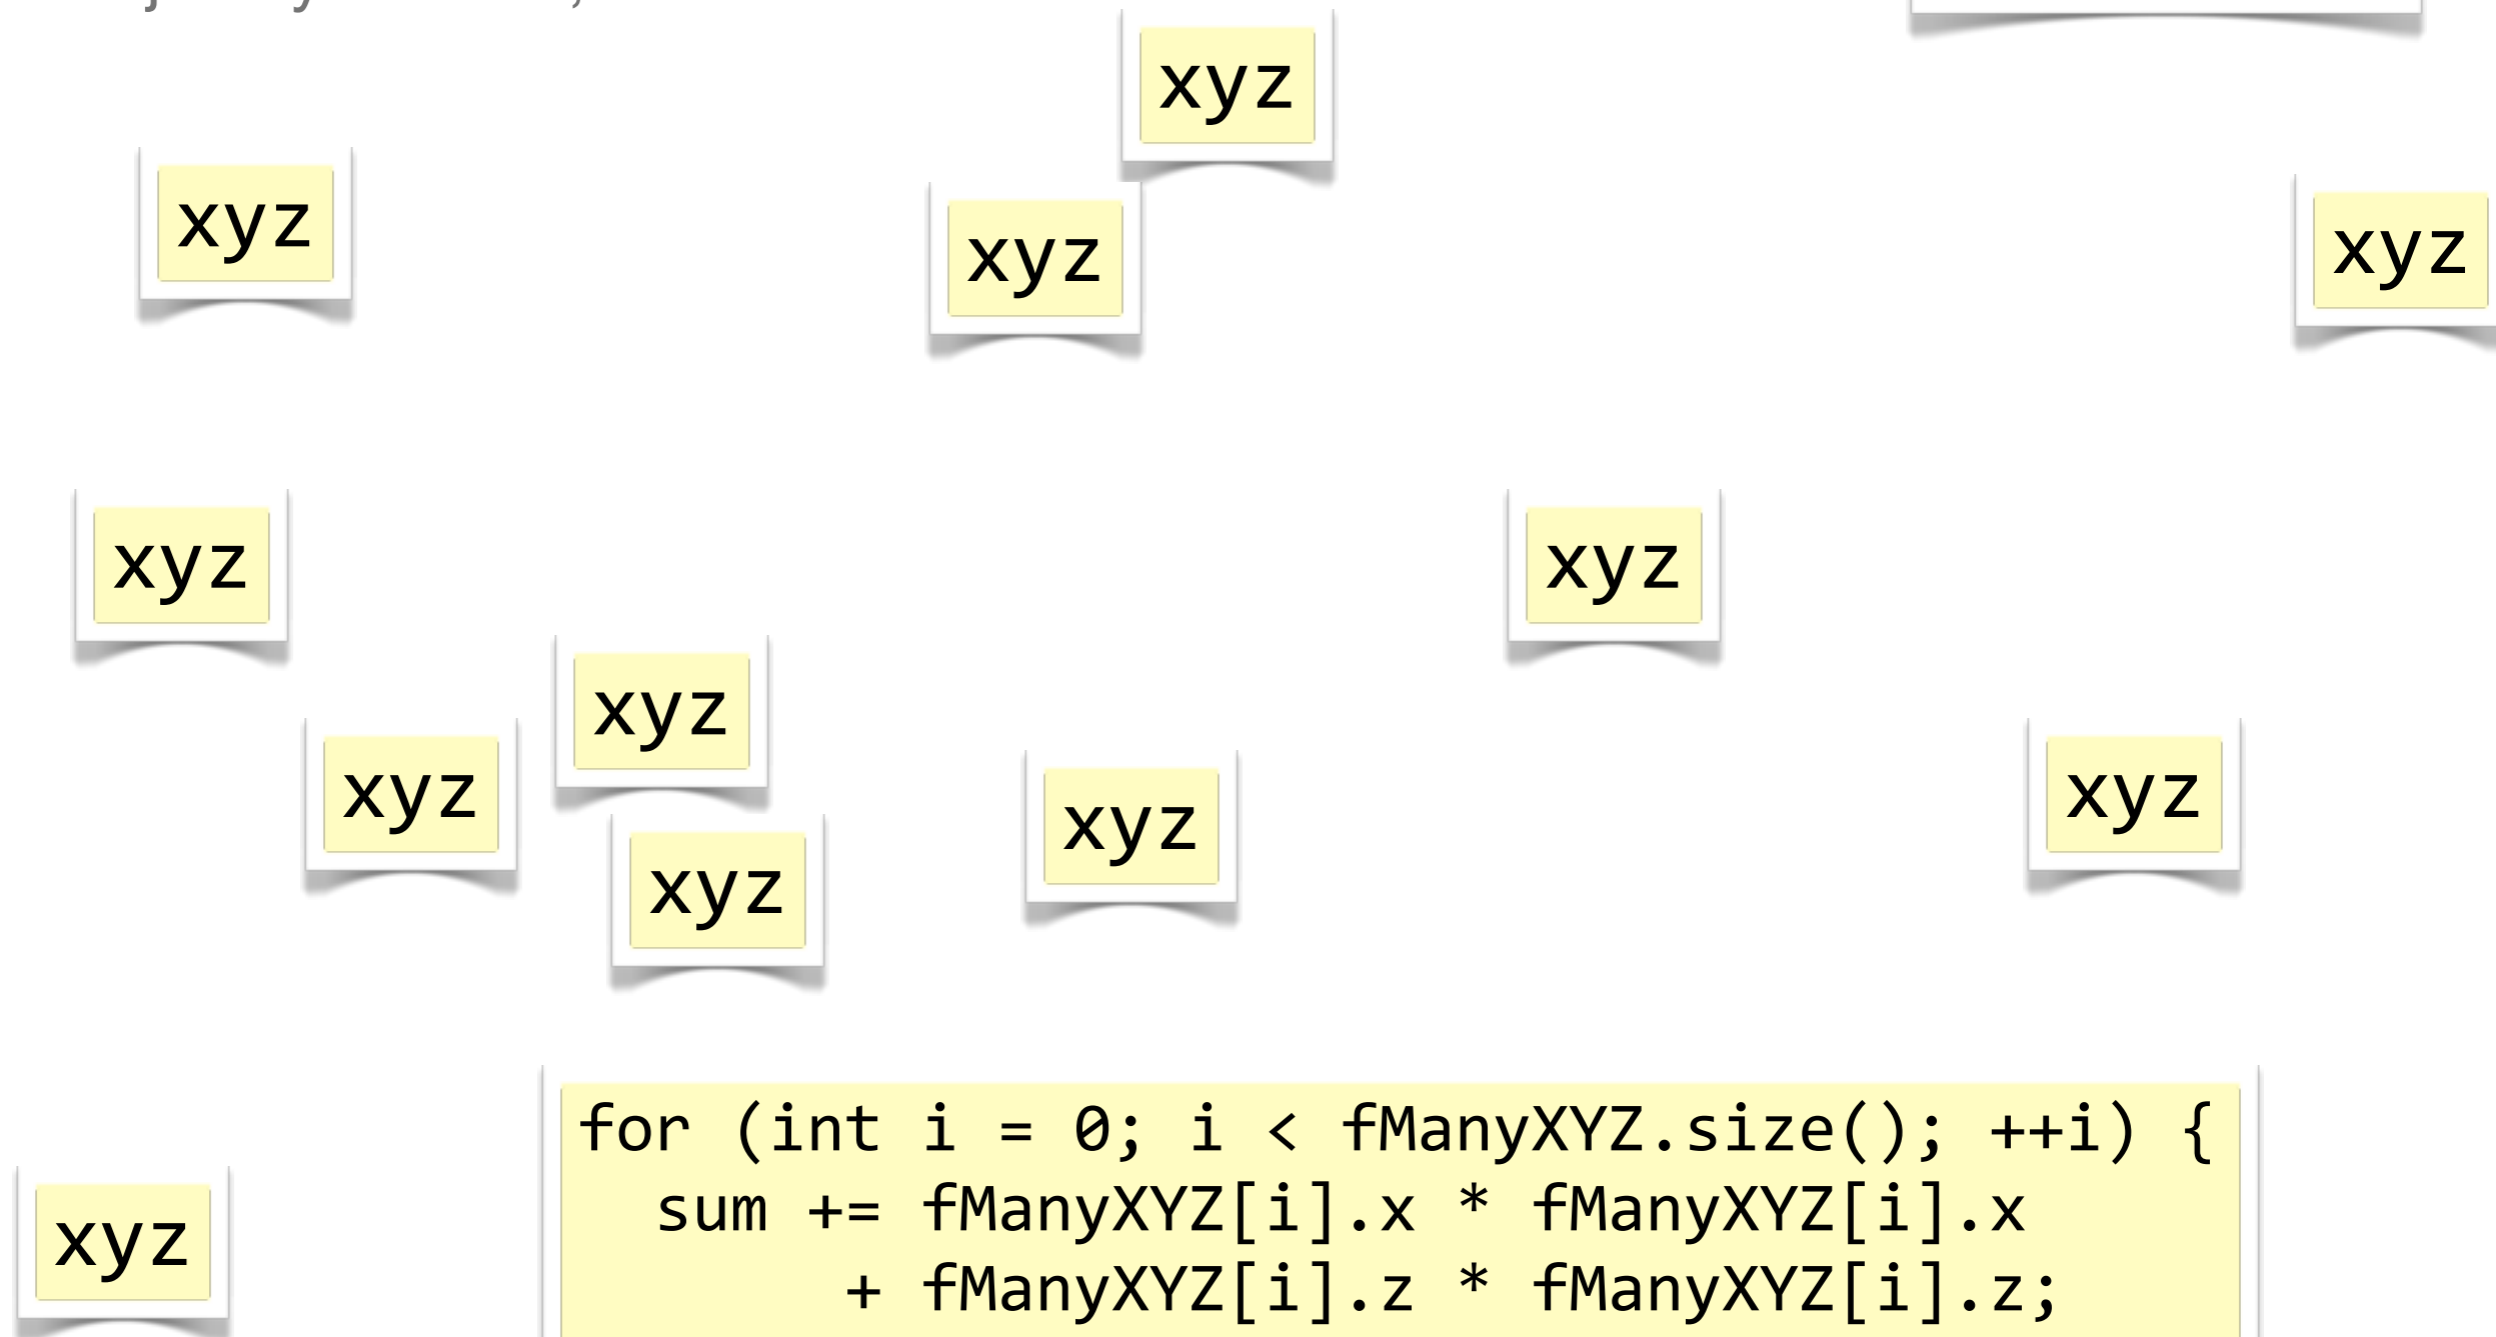 xyz
xyz
xyz
xyz
xyz
xyz
xyz
xyz
xyz
xyz
xyz
for (int i = 0; i < fManyXYZ.size(); ++i) {
sum += fManyXYZ[i].x * fManyXYZ[i].x
xyz
+ fManyXYZ[i].z * fManyXYZ[i].z;